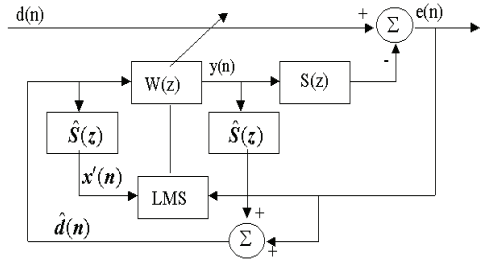 d(n)
+
Σ
e(n)
-
W(z)
y(n)
S(z)
Ŝ(z)
Ŝ(z)
x'(n)
LMS
+
d̂(n)
Σ
+